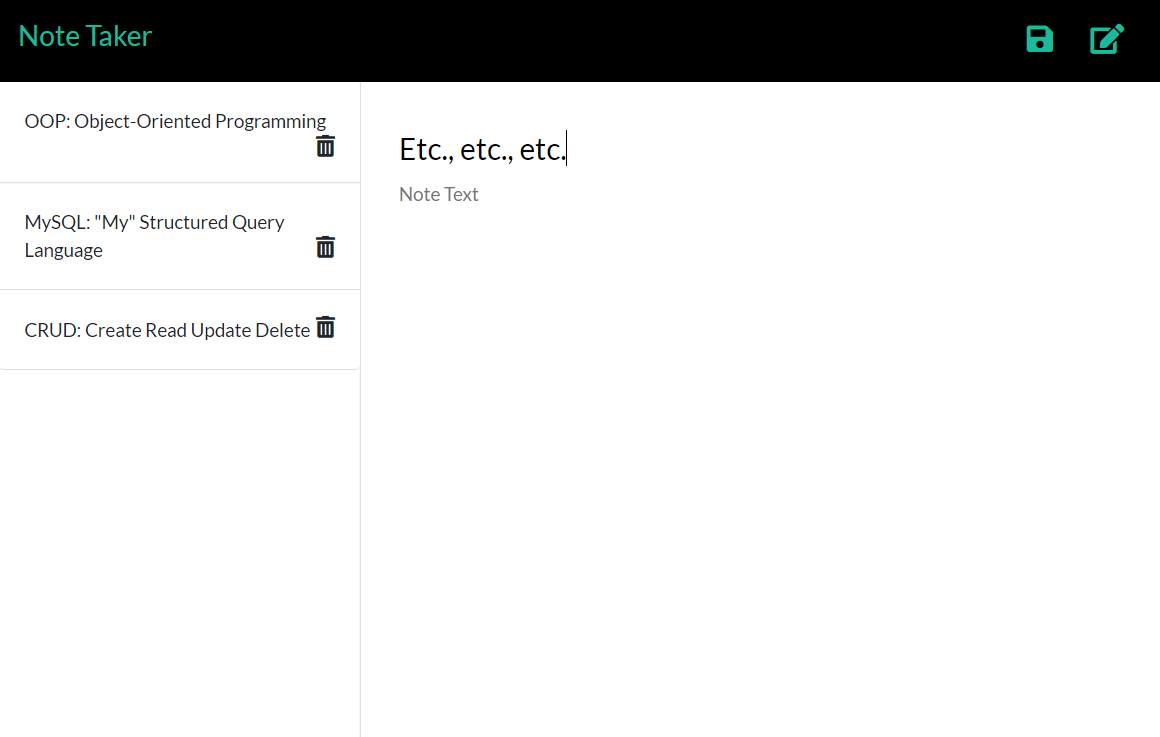 Note Taker
OOP: Object-Oriented Programming
MySQL: "My" Structured Query
Language
CRUD: Create Read Update Delete
Etc., etc., etc.
Note Text